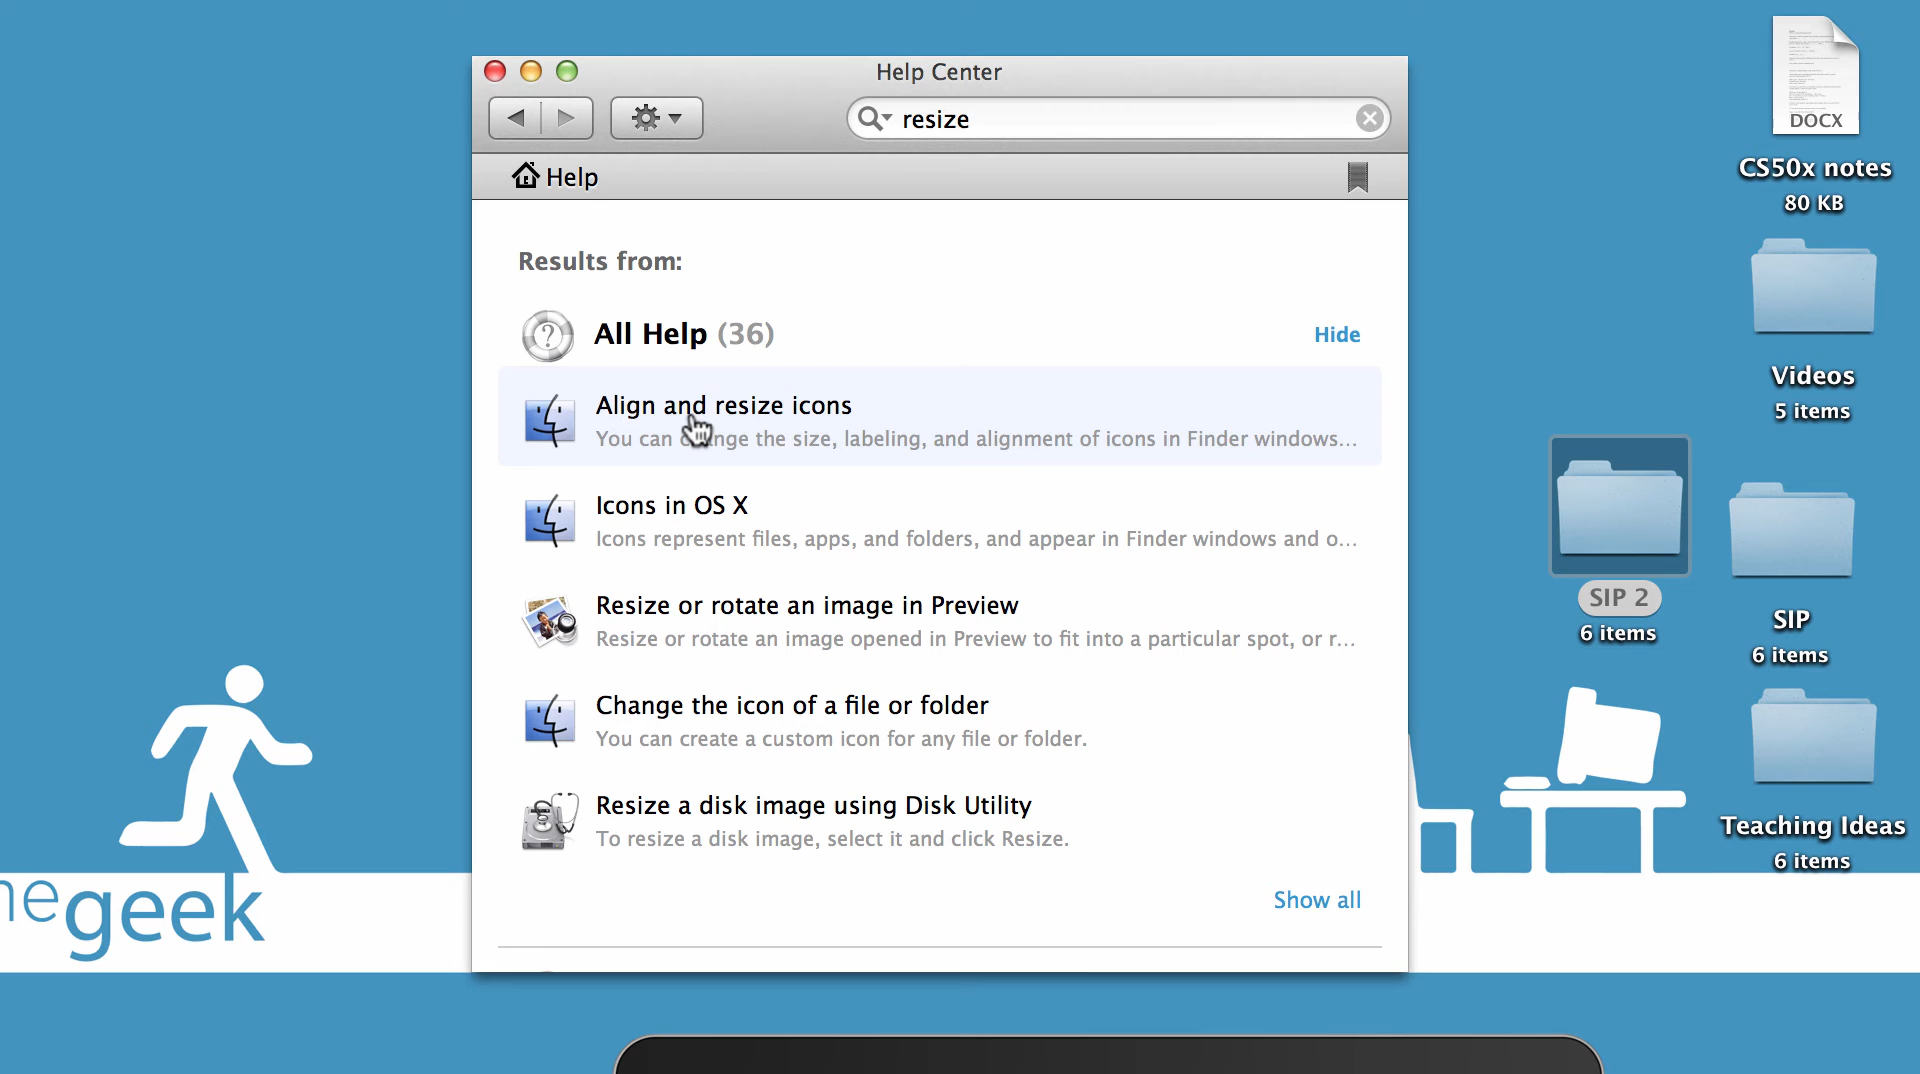 Help Center
resize
Help
Results from:
All Help (36)
Hide
Align and resize icons
You can change the size, labeling, and alignment of icons in Finder windows...
Icons in OS X
Icons represent files, apps, and folders, and appear in Finder windows and o...
Resize or rotate an image in Preview
Resize or rotate an image opened in Preview to fit into a particular spot, or r...
Change the icon of a file or folder
You can create a custom icon for any file or folder.
Resize a disk image using Disk Utility
To resize a disk image, select it and click Resize.
Show all
DOCX
CS50x notes
80 KB
Videos
5 items
SIP 2
6 items
SIP
6 items
Teaching Ideas
6 items
hegeek